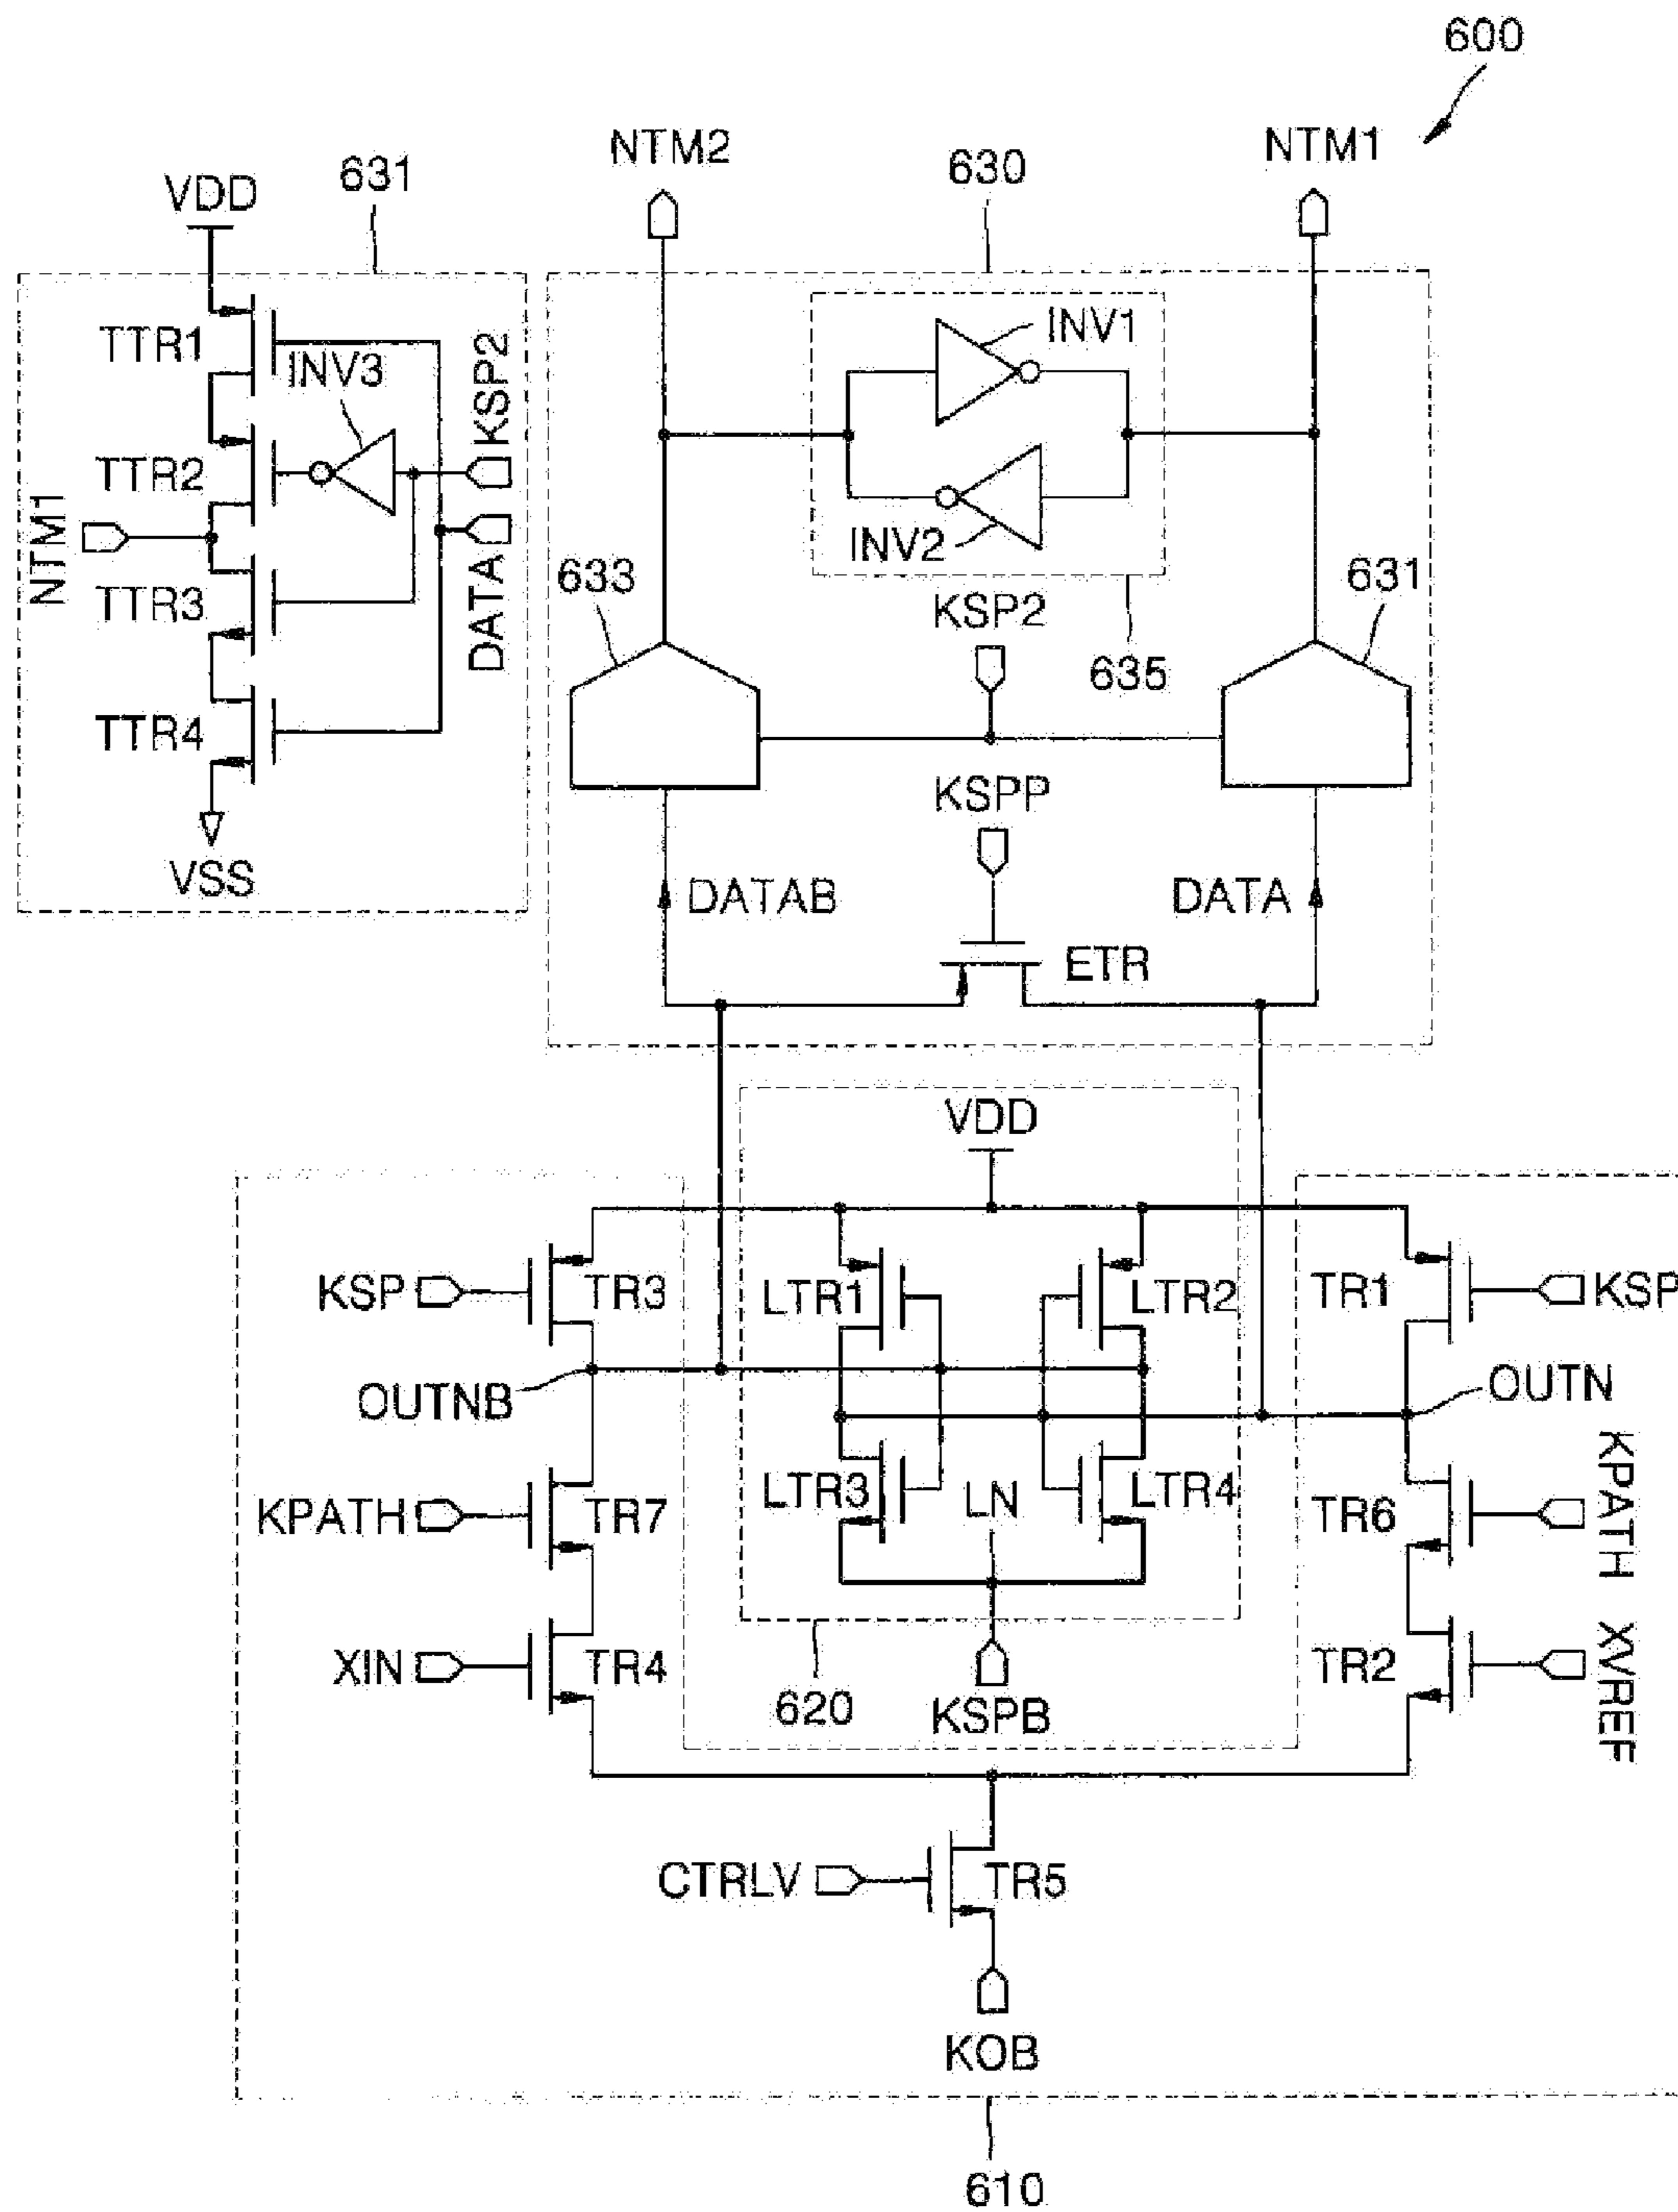 600
NTM2
NTM1
631
630
VDD
INV1
TTR1
INV3
KSP2
TTR2
NTM1
INV2
DATA
633
631
TTR3
KSP2
635
TTR4
KSPP
VSS
DATAB
DATA
ETR
VDD
KSP
TR3
LTR1
LTR2
TR1
KSP
OUTNB
OUTN
KPATH
TR7
LTR3
LN
LTR4
TR6
KPATH
XIN
TR4
620
KSPB
TR2
XVREF
CTRLV
TR5
KOB
610